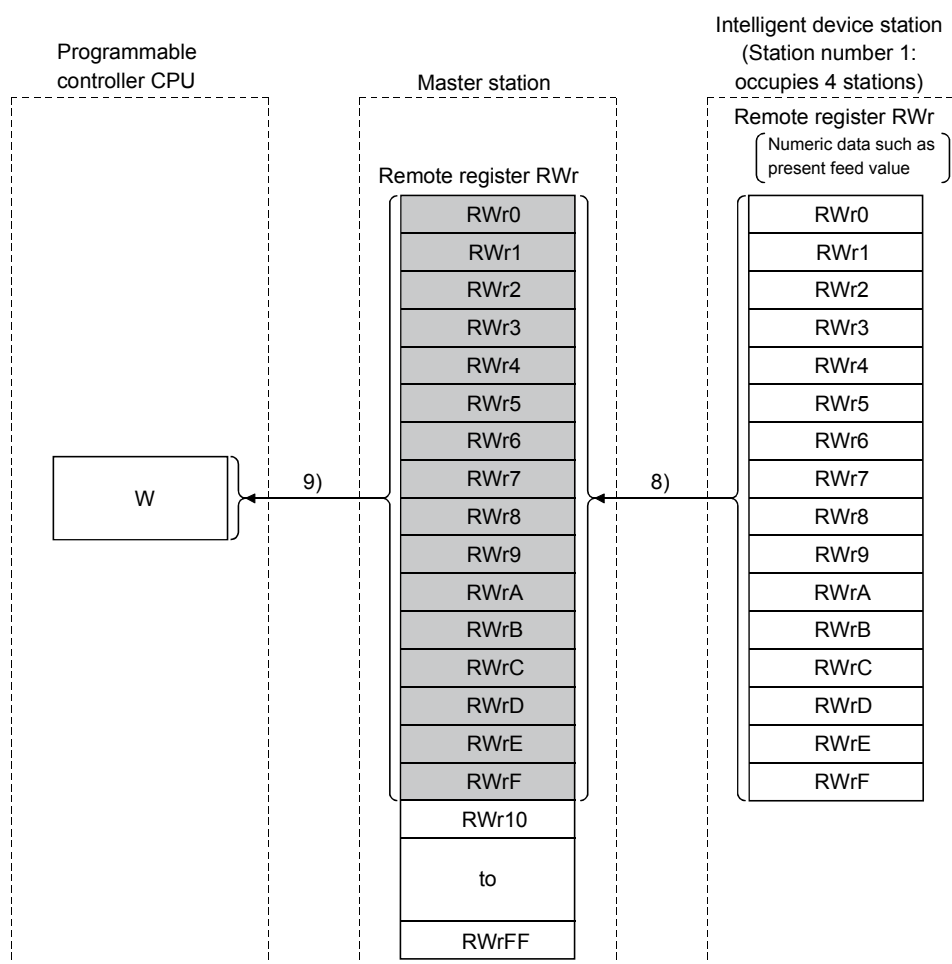 Programmable
controller CPU
Master station
Intelligent device station
(Station number 1:
occupies 4 stations)
Remote register RWr
Numeric data such as
present feed value
Remote register RWr
RWr0
RWr1
RWr2
RWr3
RWr4
RWr5
RWr6
RWr7
RWr8
RWr9
RWrA
RWrB
RWrC
RWrD
RWrE
RWrF
RWr10
to
RWrFF
W
9)
8)
RWr0
RWr1
RWr2
RWr3
RWr4
RWr5
RWr6
RWr7
RWr8
RWr9
RWrA
RWrB
RWrC
RWrD
RWrE
RWrF